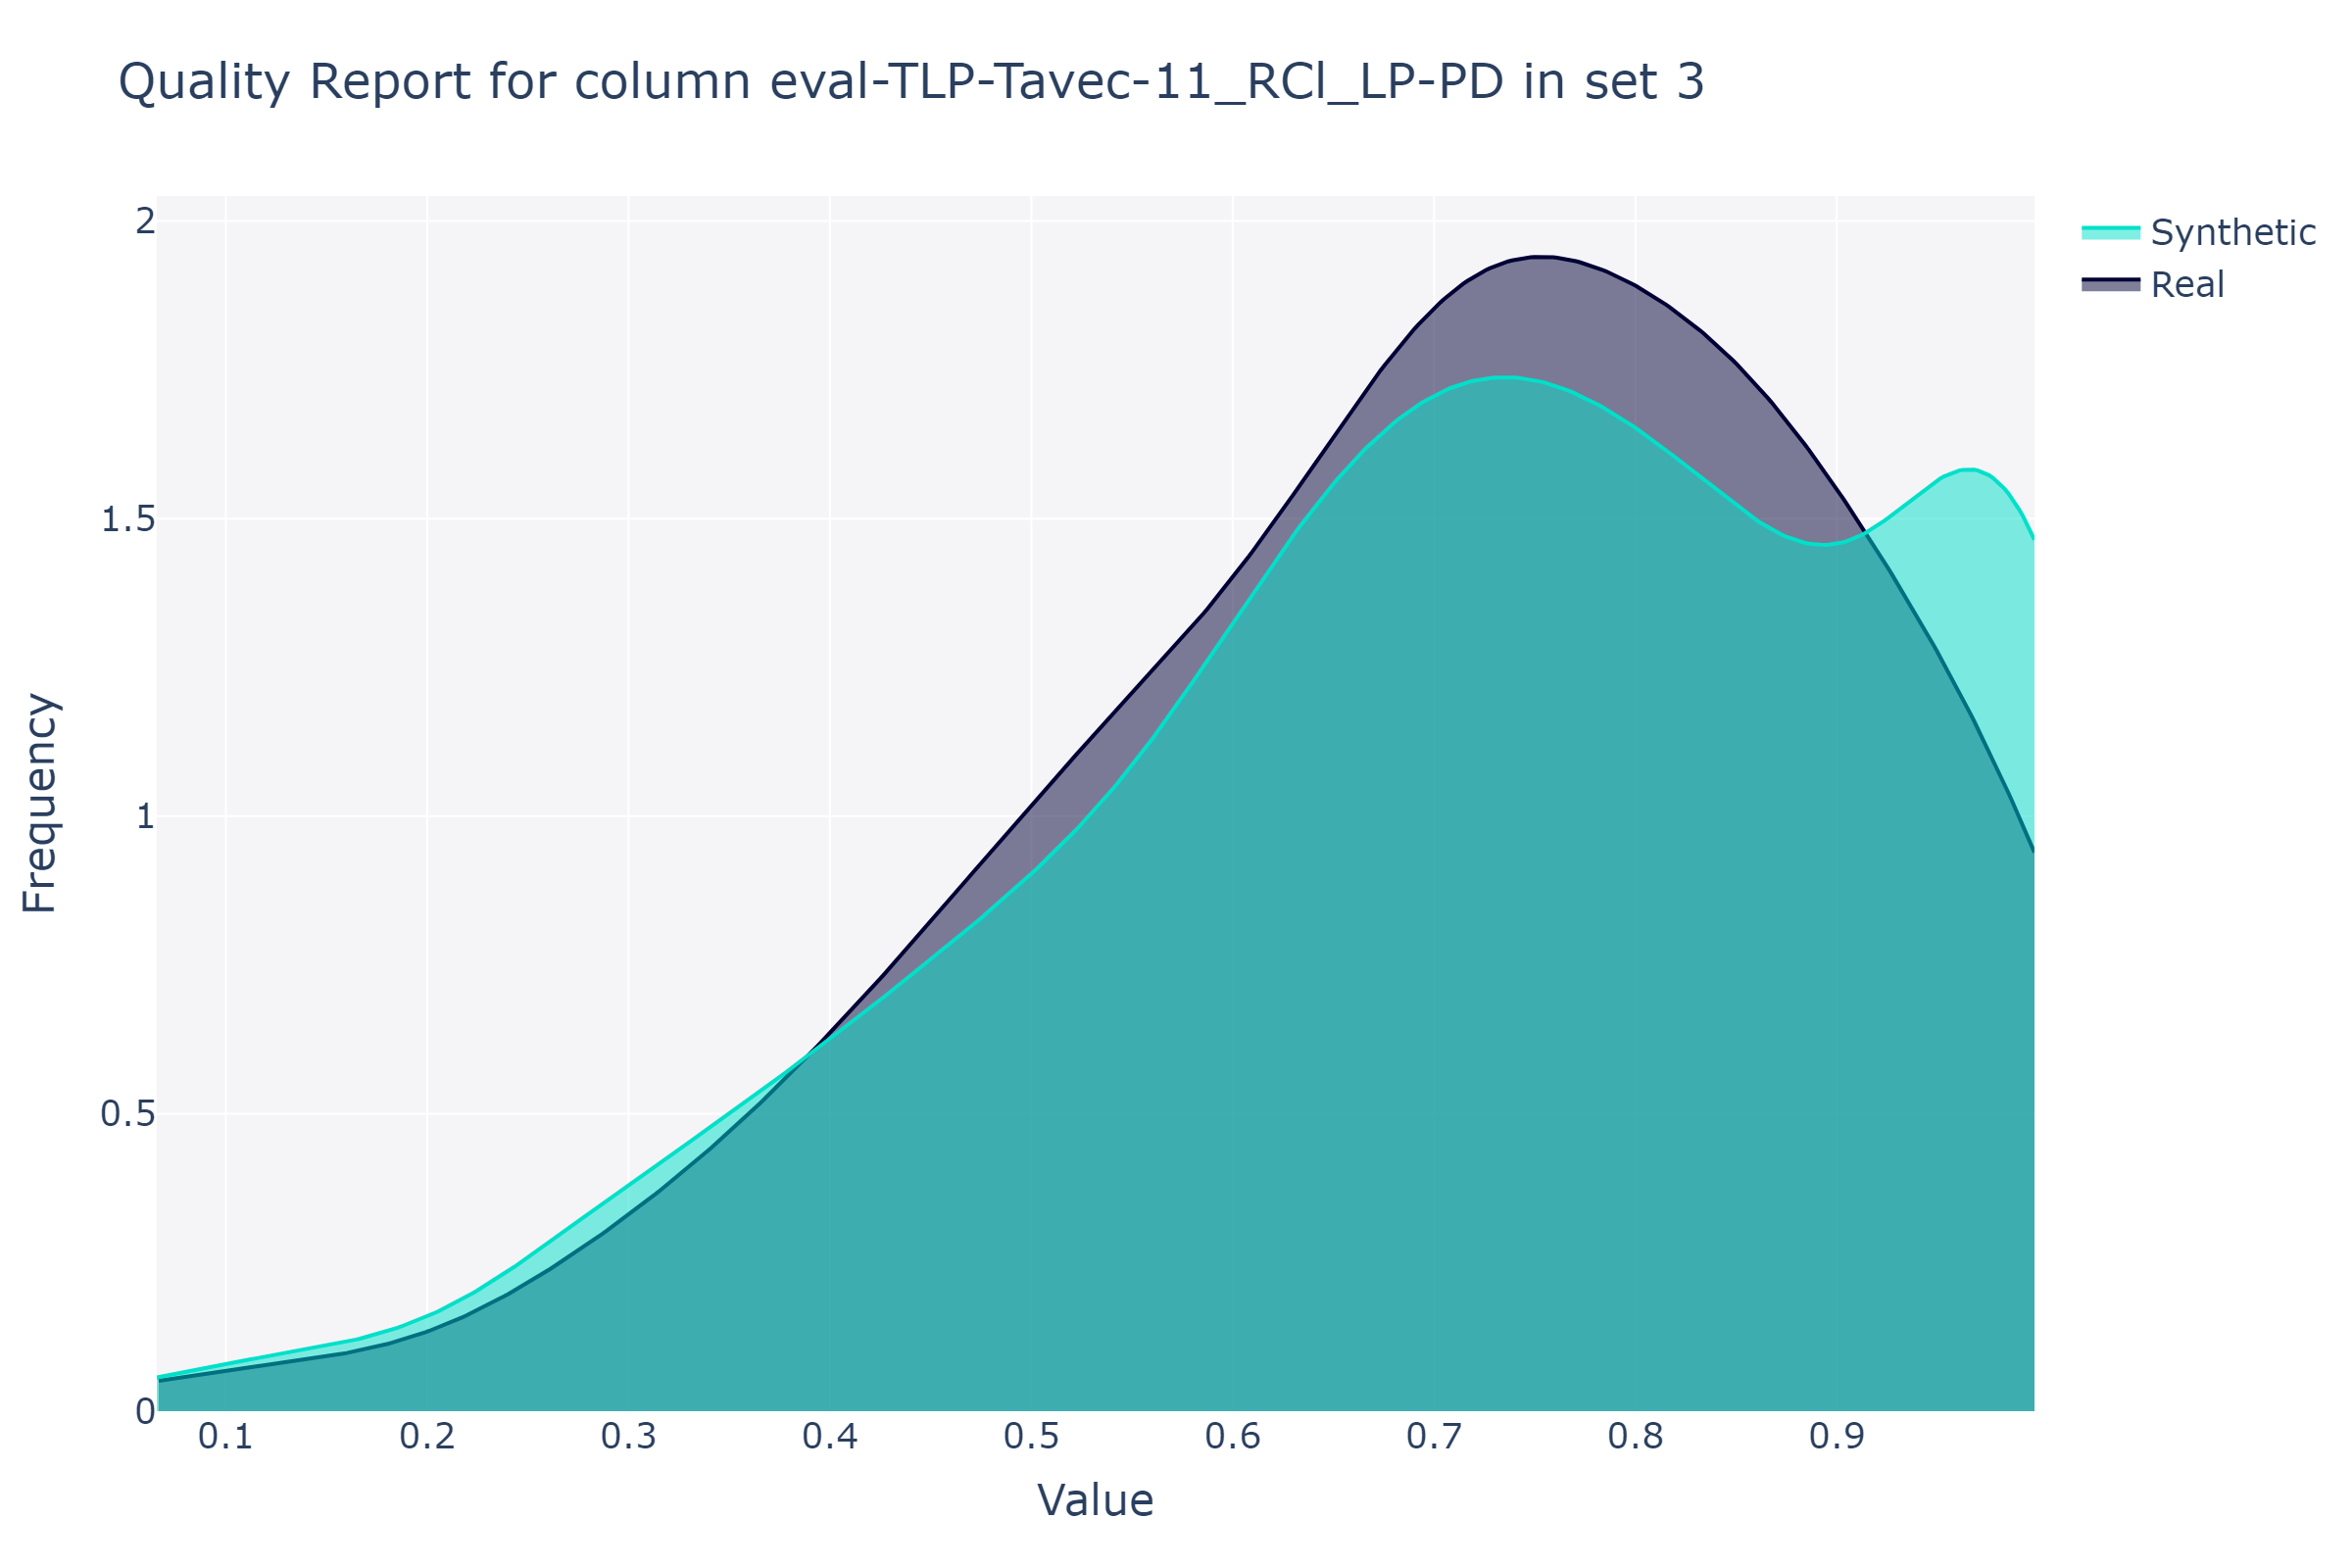 Quality Report for column eval-TLP-Tavec-11_RCl_LP-PD in set 3
Synthetic
Real
Frequency
2
1.5
1
0.5
0
0.1 0.2 0.3 0.4 0.5 0.6 0.7 0.8 0.9
Value